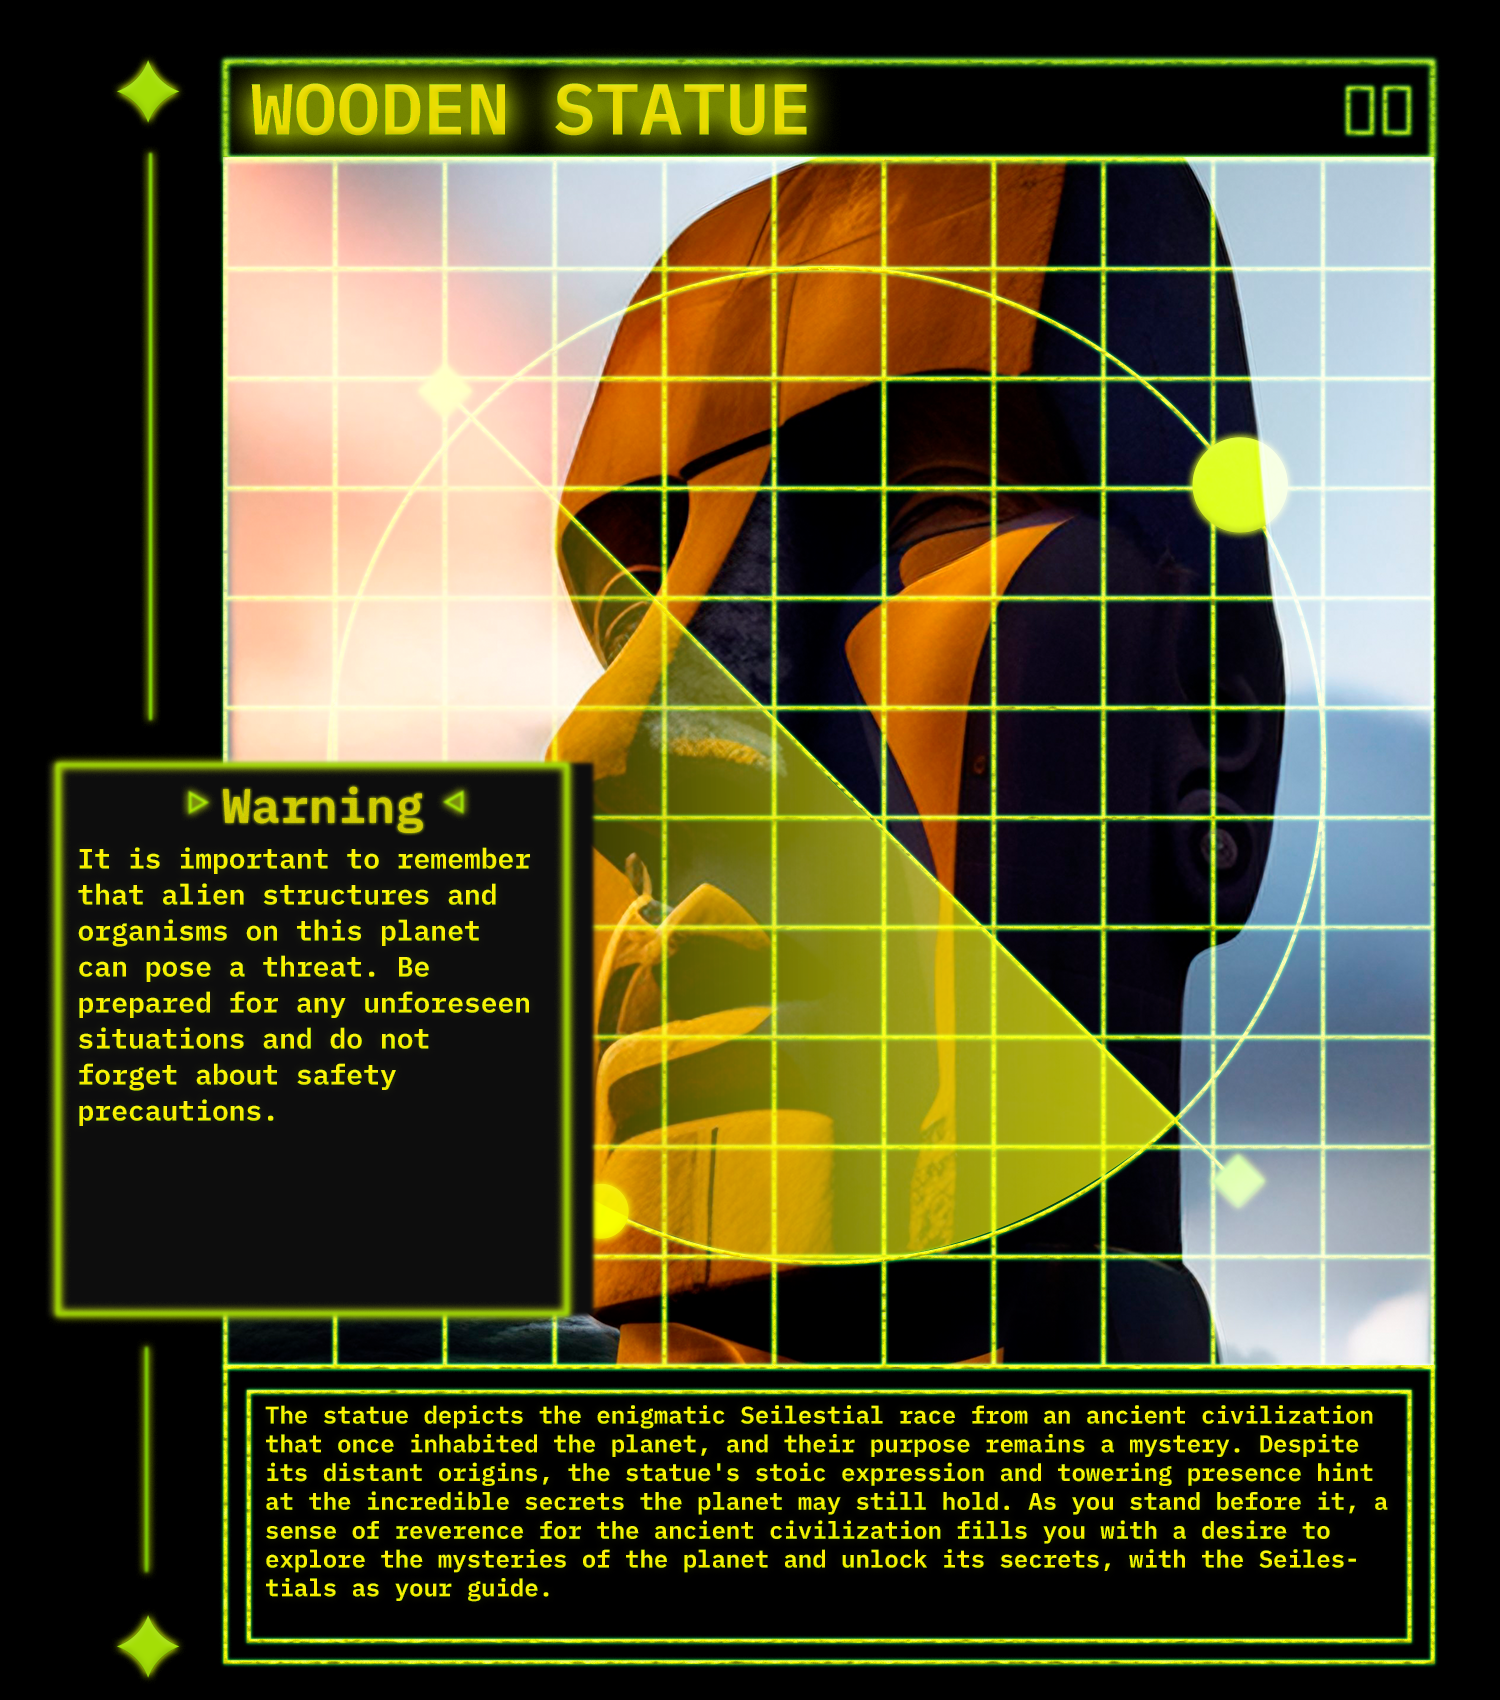 WOODEN STATUE
Warning
It is important to remember
that alien structures and
organisms on this planet
can pose a threat. Be
prepared for any unforeseen
situations and do not
forget about safety
precautions.
The statue depicts the enigmatic Seilestial race from an ancient civilization
that once inhabited the planet, and their purpose remains a mystery. Despite
its distant origins, the statue's stoic expression and towering presence hint
at the incredible secrets the planet may still hold. As you stand before it, a
sense of reverence for the ancient civilization fills you with a desire to
explore the mysteries of the planet and unlock its secrets, with the Seiles-
tials as your guide.